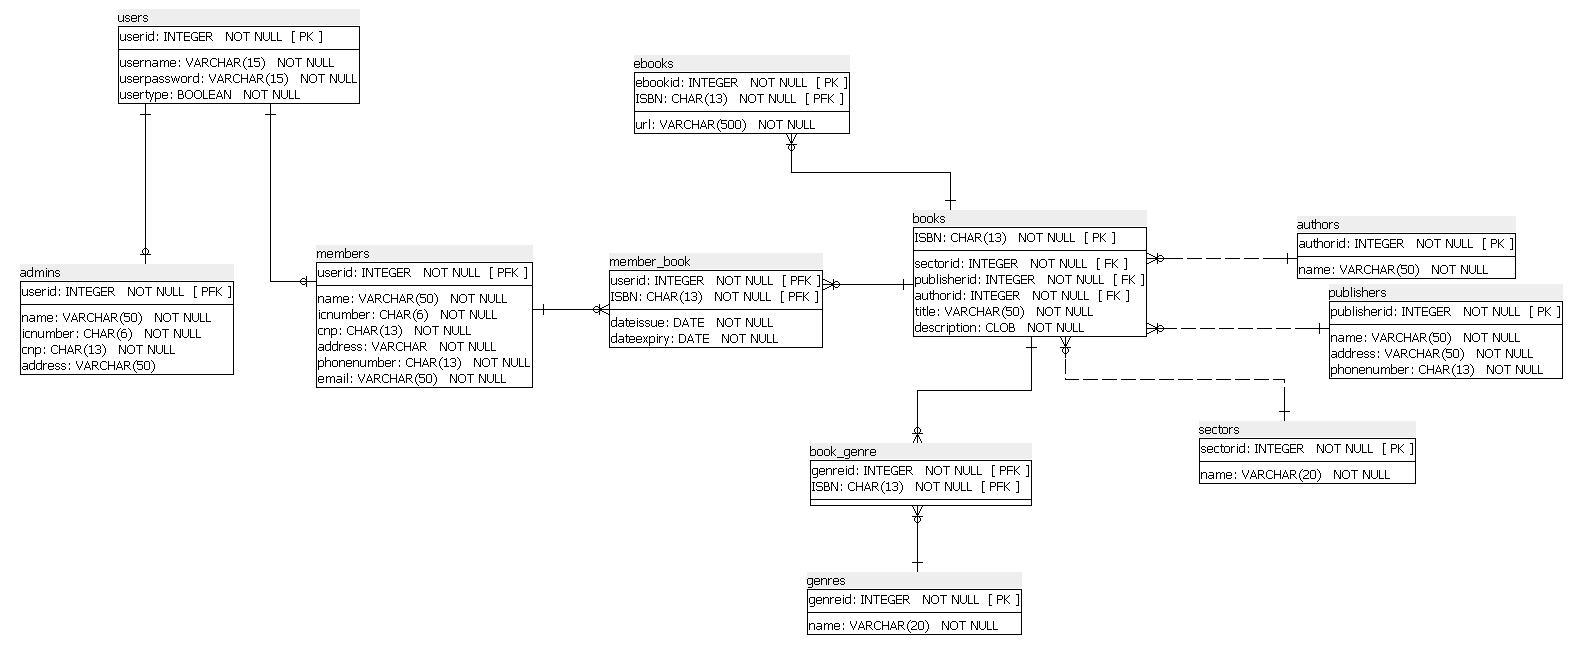 users
userid: INTEGER NOT NULL [ PK ]
username: VARCHAR(15) NOT NULL
userpassword: VARCHAR(15) NOT NULL
usertype: BOOLEAN NOT NULL
ebooks
ebookid: INTEGER NOT NULL [ PK ]
ISBN: CHAR(13) NOT NULL [ PFK ]
url: VARCHAR(500) NOT NULL
admins
userid: INTEGER NOT NULL [ PFK ]
name: VARCHAR(50) NOT NULL
icnumber: CHAR(6) NOT NULL
cnp: CHAR(13) NOT NULL
address: VARCHAR(50)
members
userid: INTEGER NOT NULL [ PFK ]
name: VARCHAR(50) NOT NULL
icnumber: CHAR(6) NOT NULL
cnp: CHAR(13) NOT NULL
address: VARCHAR NOT NULL
phonenumber: CHAR(13) NOT NULL
email: VARCHAR(50) NOT NULL
member_book
userid: INTEGER NOT NULL [ PFK ]
ISBN: CHAR(13) NOT NULL [ PFK ]
dateissue: DATE NOT NULL
dateexpiry: DATE NOT NULL
books
ISBN: CHAR(13) NOT NULL [ PK ]
sectorid: INTEGER NOT NULL [ FK ]
publisherid: INTEGER NOT NULL [ FK ]
authorid: INTEGER NOT NULL [ FK ]
title: VARCHAR(50) NOT NULL
description: CLOB NOT NULL
authors
authorid: INTEGER NOT NULL [ PK ]
name: VARCHAR(50) NOT NULL
publishers
publisherid: INTEGER NOT NULL [ PK ]
name: VARCHAR(50) NOT NULL
address: VARCHAR(50) NOT NULL
phonenumber: CHAR(13) NOT NULL
sectors
sectorid: INTEGER NOT NULL [ PK ]
name: VARCHAR(20) NOT NULL
book_genre
genreid: INTEGER NOT NULL [ PFK ]
ISBN: CHAR(13) NOT NULL [ PFK ]
genres
genreid: INTEGER NOT NULL [ PK ]
name: VARCHAR(20) NOT NULL